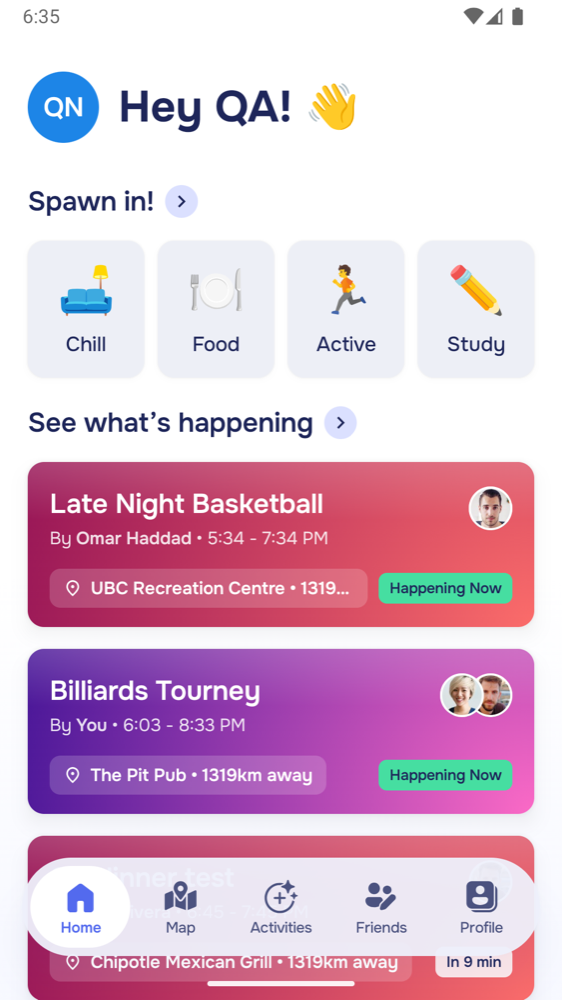 6:35
QN
Hey QA! 👋
Spawn in!
Chill
Food
Active
Study
See what’s happening
Late Night Basketball
By Omar Haddad • 5:34 - 7:34 PM
UBC Recreation Centre • 1319...
Happening Now
Billiards Tourney
By You • 6:03 - 8:33 PM
The Pit Pub • 1319km away
Happening Now
test
Home
Map
Activities
Friends
Profile
Chipotle Mexican Grill • 1319km away
In 9 min